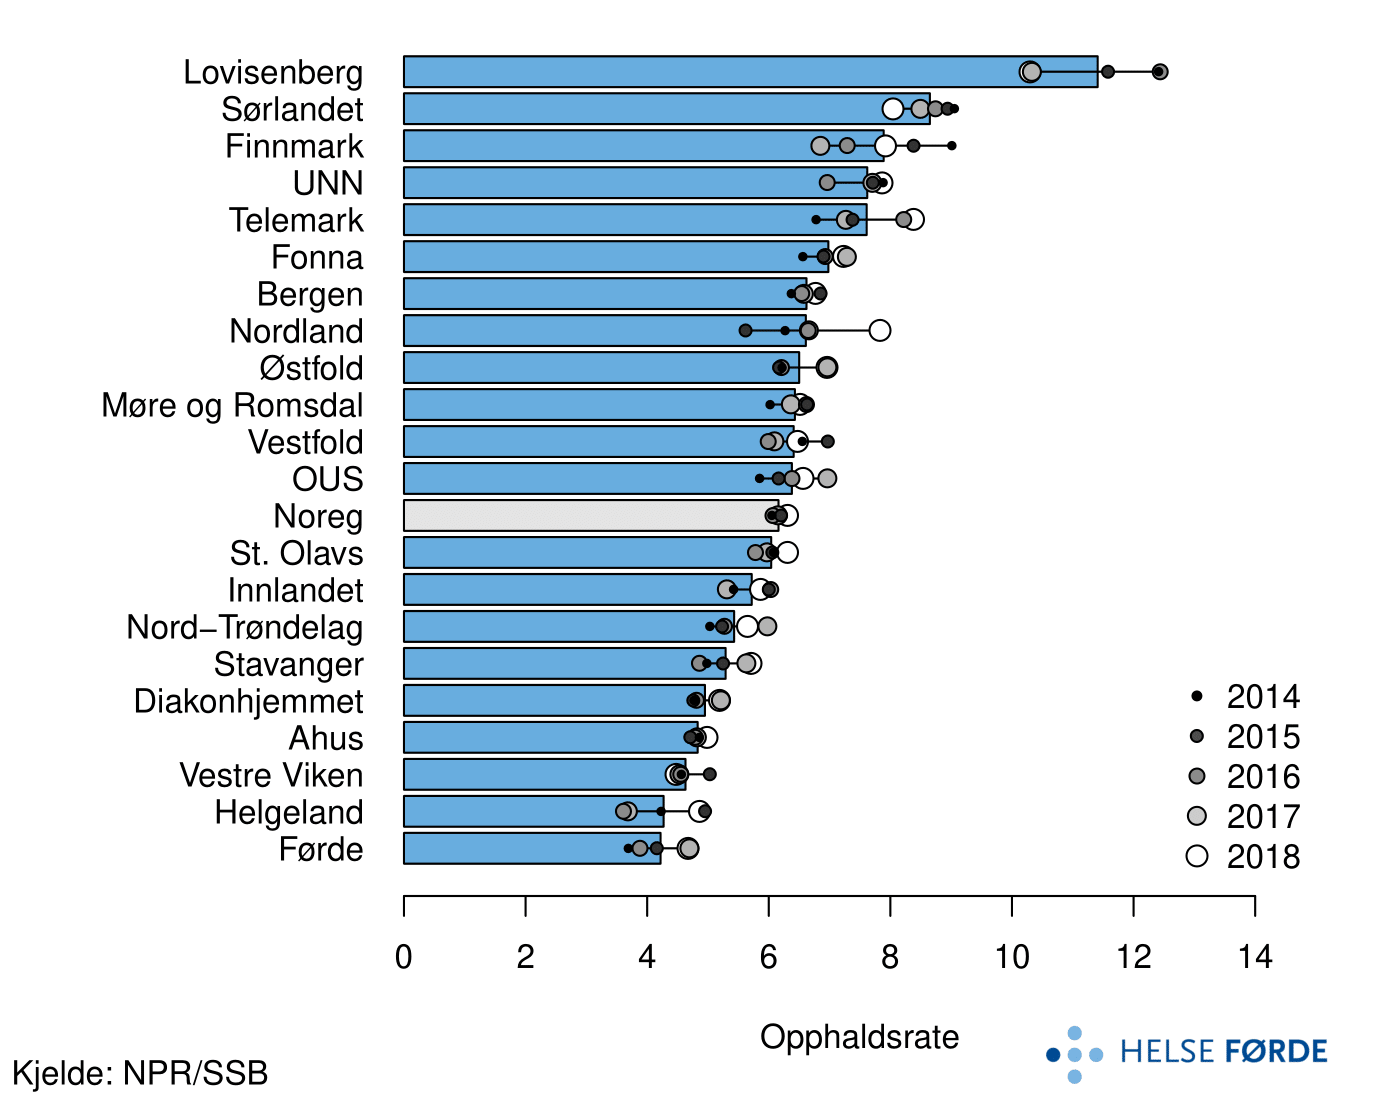 Lovisenberg
Sørlandet
Finnmark
UNN
Telemark
Fonna
Bergen
Nordland
Østfold
Møre og Romsdal
Vestfold
OUS
Noreg
St. Olavs
Innlandet
Nord−Trøndelag
Stavanger
Diakonhjemmet
Ahus
Vestre Viken
Helgeland
Førde
2014
2015
2016
2017
2018
0 2 4 6 8 10 12 14
Opphaldsrate
HELSE FØRDE
Kjelde: NPR/SSB